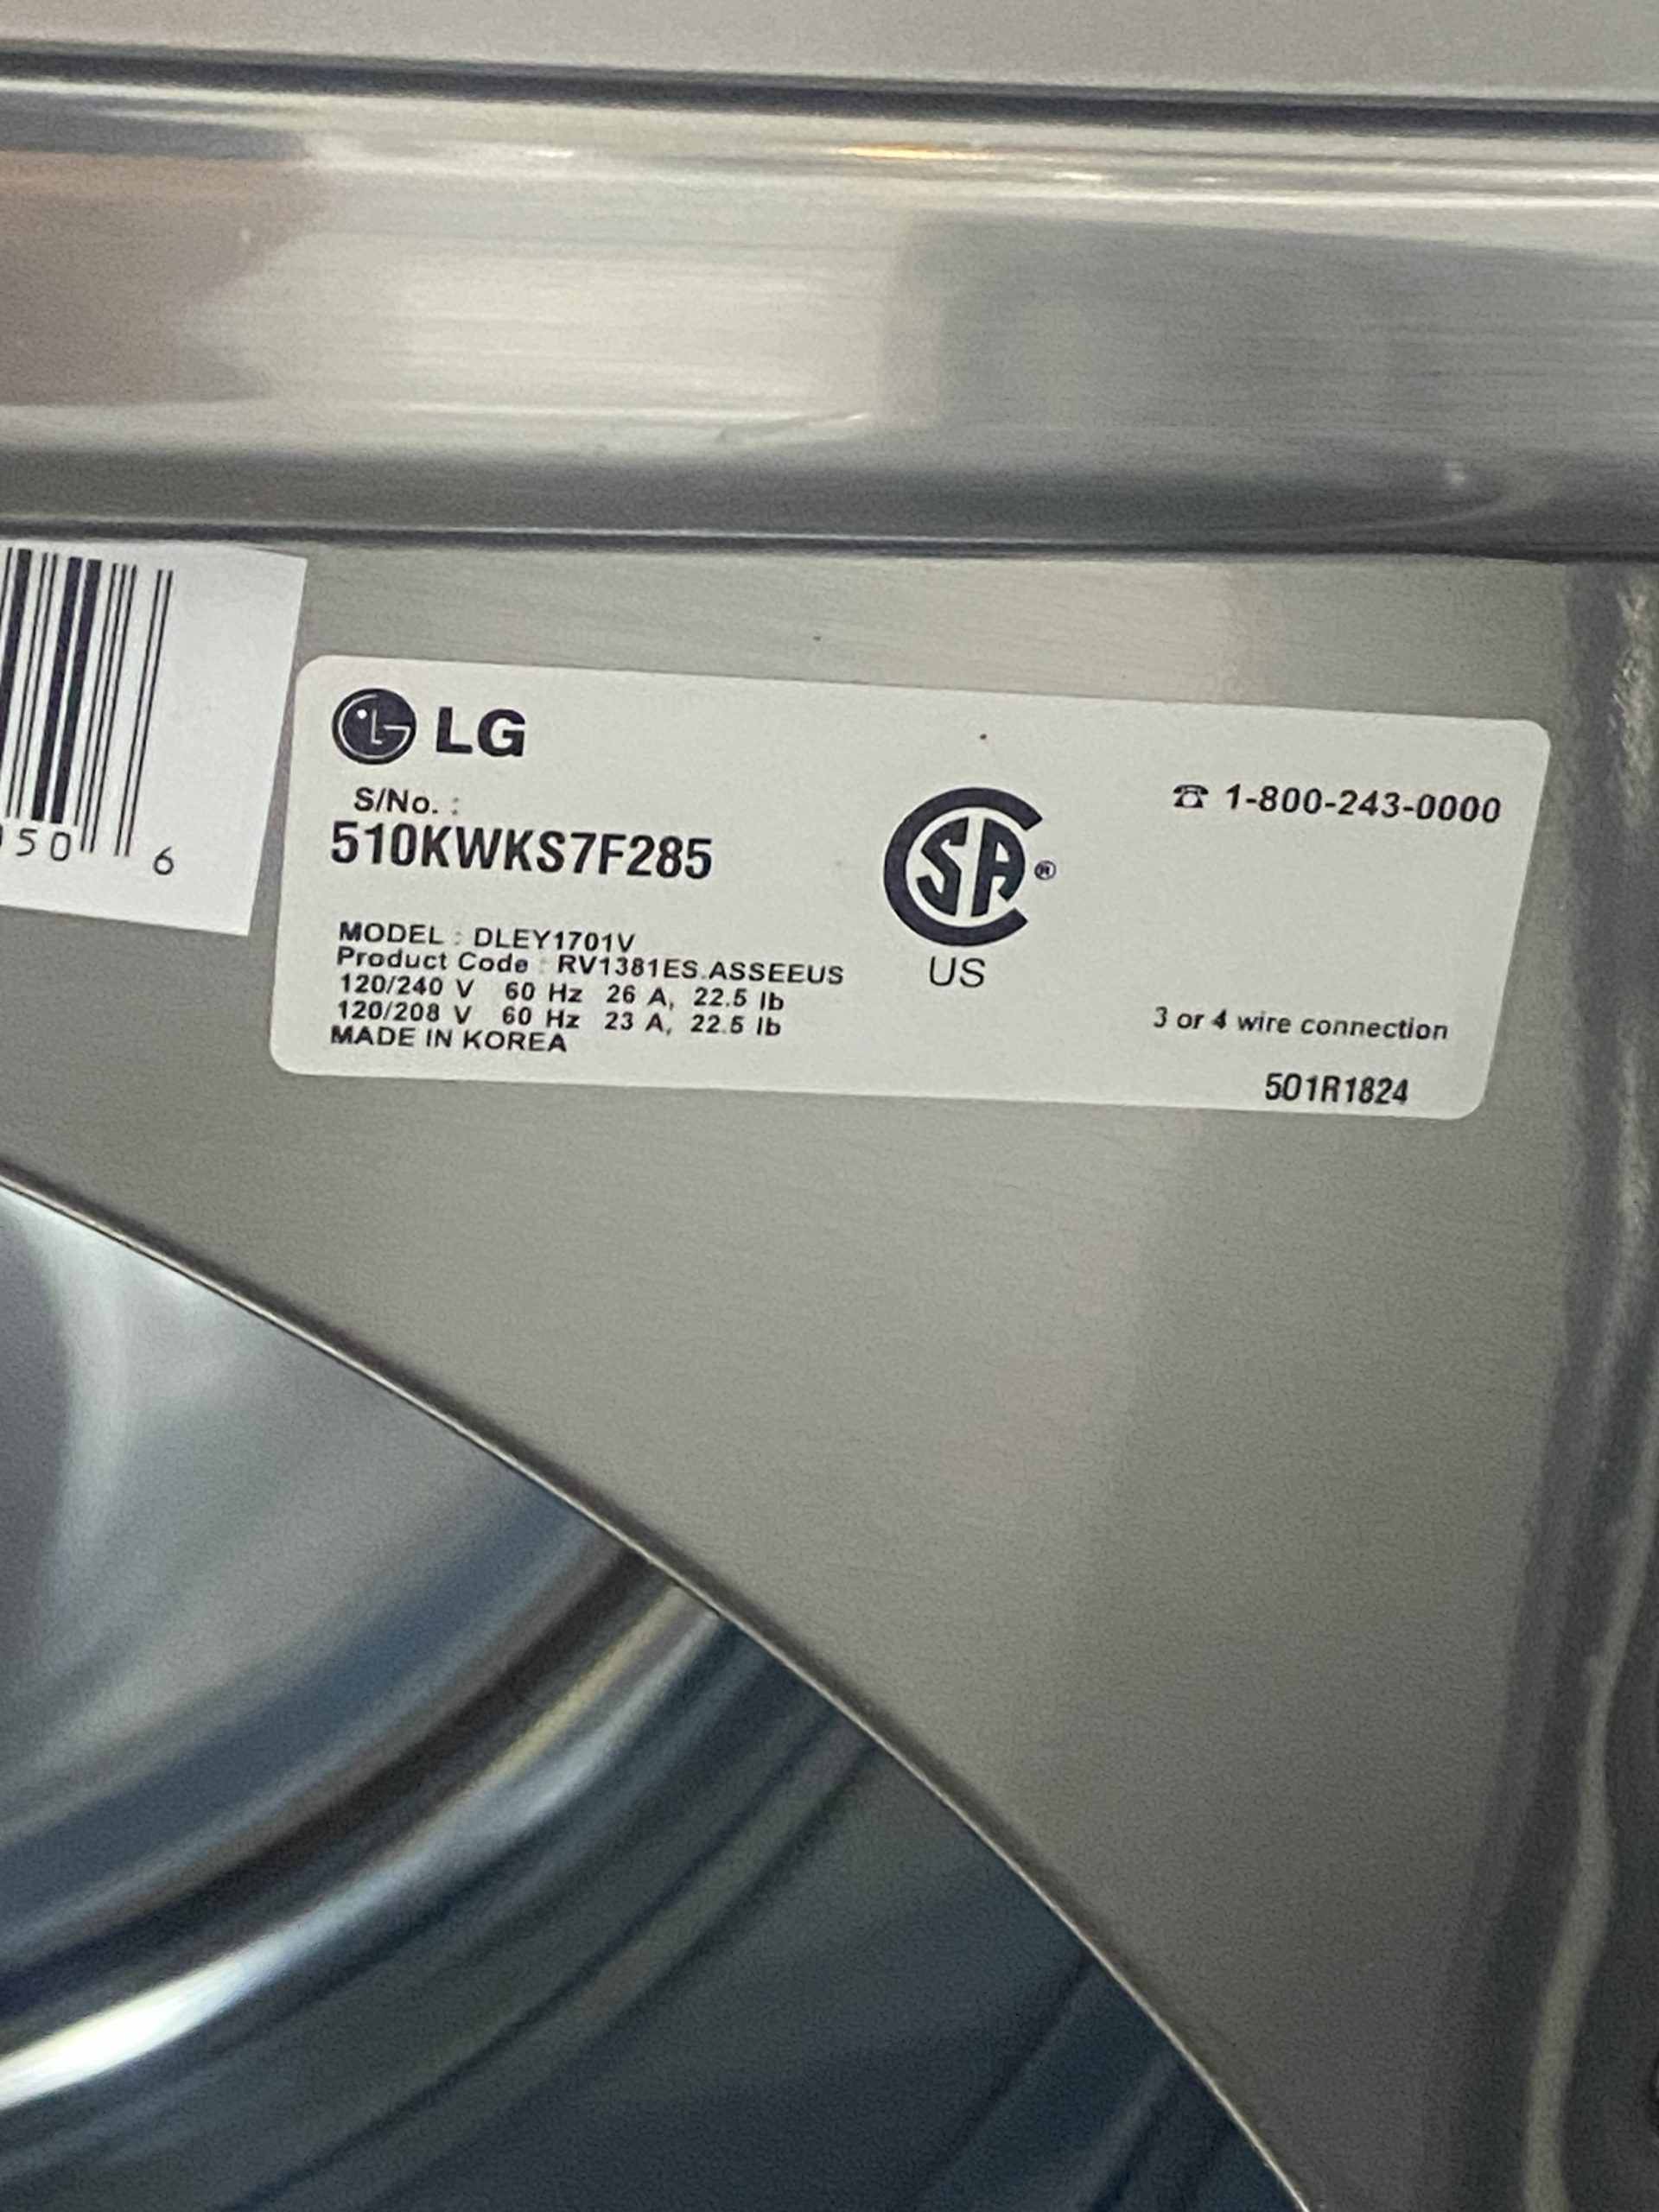 50 6
LG
S/No. :
510KWKS7F285
MODEL : DLEY1701V
Product Code : RV1381ES.ASSEEUS
120/240 V 60 Hz 26 A, 22.5 lb
120/208 V 60 Hz 23 A, 22.5 lb
MADE IN KOREA
SA ®
US
☎ 1-800-243-0000
3 or 4 wire connection
501R1824